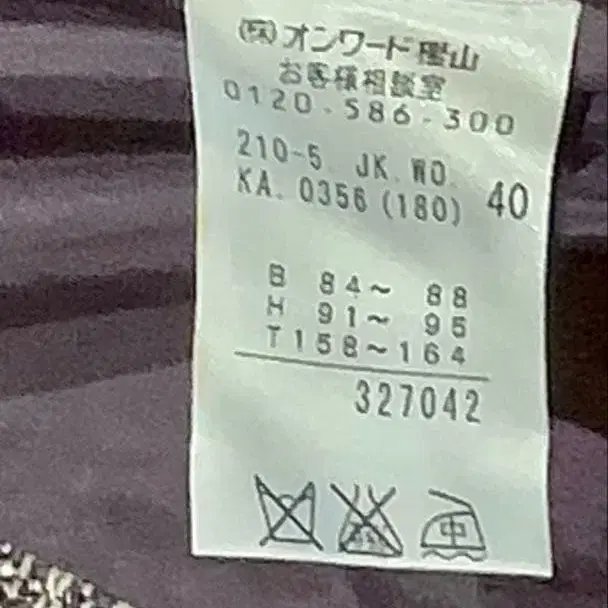 ㈱オンワード樫山
お客様相談室
0120-586-300
210-5 JK.WO. 40
KA. 0356 (180)
B 84~ 88
H 91~ 95
T158~164
327042
中